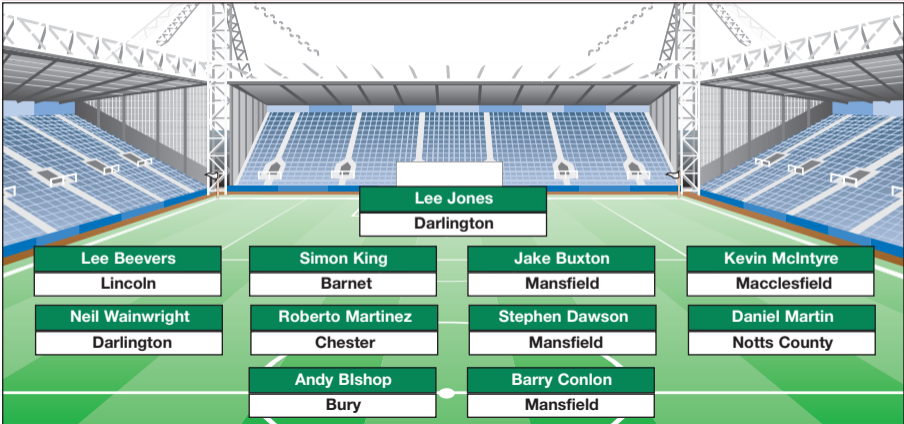 Lee Jones
Darlington
Lee Beevers
Lincoln
Simon King
Barnet
Jake Buxton
Mansfield
Kevin McIntyre
Macclesfield
Neil Wainwright
Darlington
Roberto Martinez
Chester
Stephen Dawson
Mansfield
Daniel Martin
Notts County
Andy BIshop
Bury
Barry Conlon
Mansfield